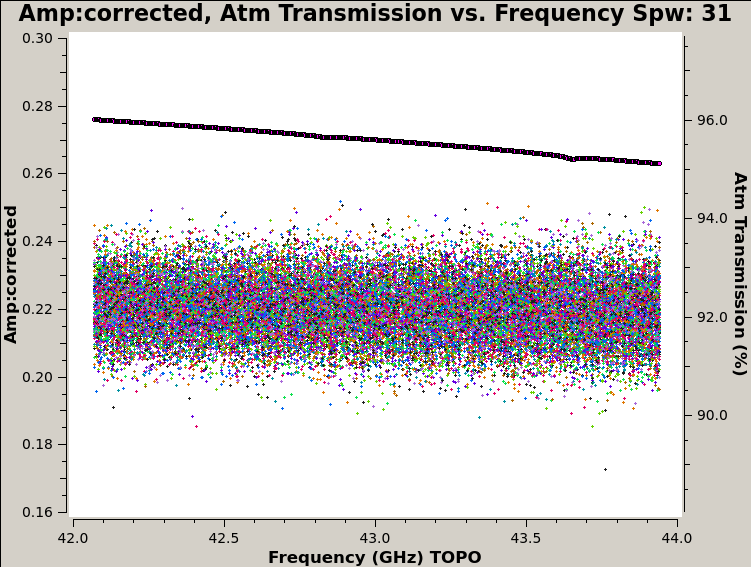 Amp:corrected, Atm Transmission vs. Frequency Spw: 31
0.30
0.28
0.26
0.24
0.22
0.20
0.18
0.16
Amp:corrected
96.0
94.0
92.0
90.0
Atm Transmission (%)
42.0 42.5 43.0 43.5 44.0
Frequency (GHz) TOPO